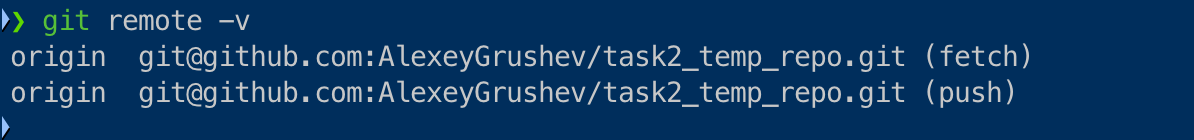 ❯ git remote -v
origin  git@github.com:AlexeyGrushev/task2_temp_repo.git (fetch)
origin  git@github.com:AlexeyGrushev/task2_temp_repo.git (push)